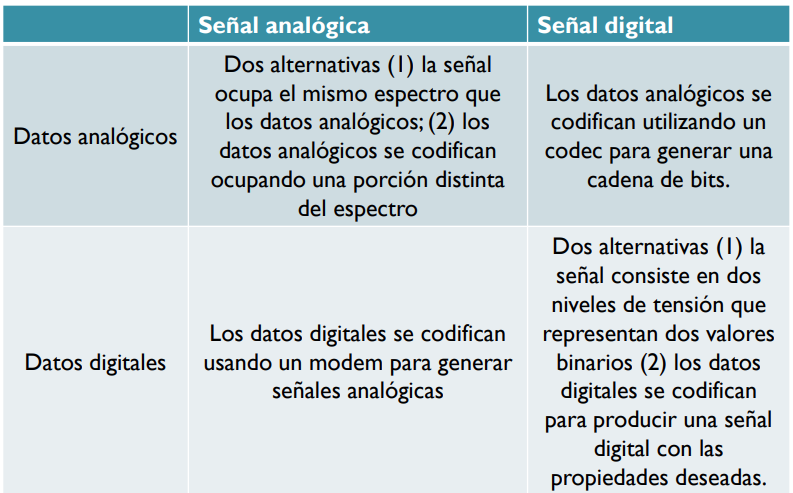 Señal analógica
Señal digital
Datos analógicos
Dos alternativas (1) la señal
ocupa el mismo espectro que
los datos analógicos; (2) los
datos analógicos se codifican
ocupando una porción distinta
del espectro
Los datos analógicos se
codifican utilizando un
codec para generar una
cadena de bits.
Datos digitales
Los datos digitales se codifican
usando un modem para generar
señales analógicas
Dos alternativas (1) la
señal consiste en dos
niveles de tensión que
representan dos valores
binarios (2) los datos
digitales se codifican
para producir una señal
digital con las
propiedades deseadas.